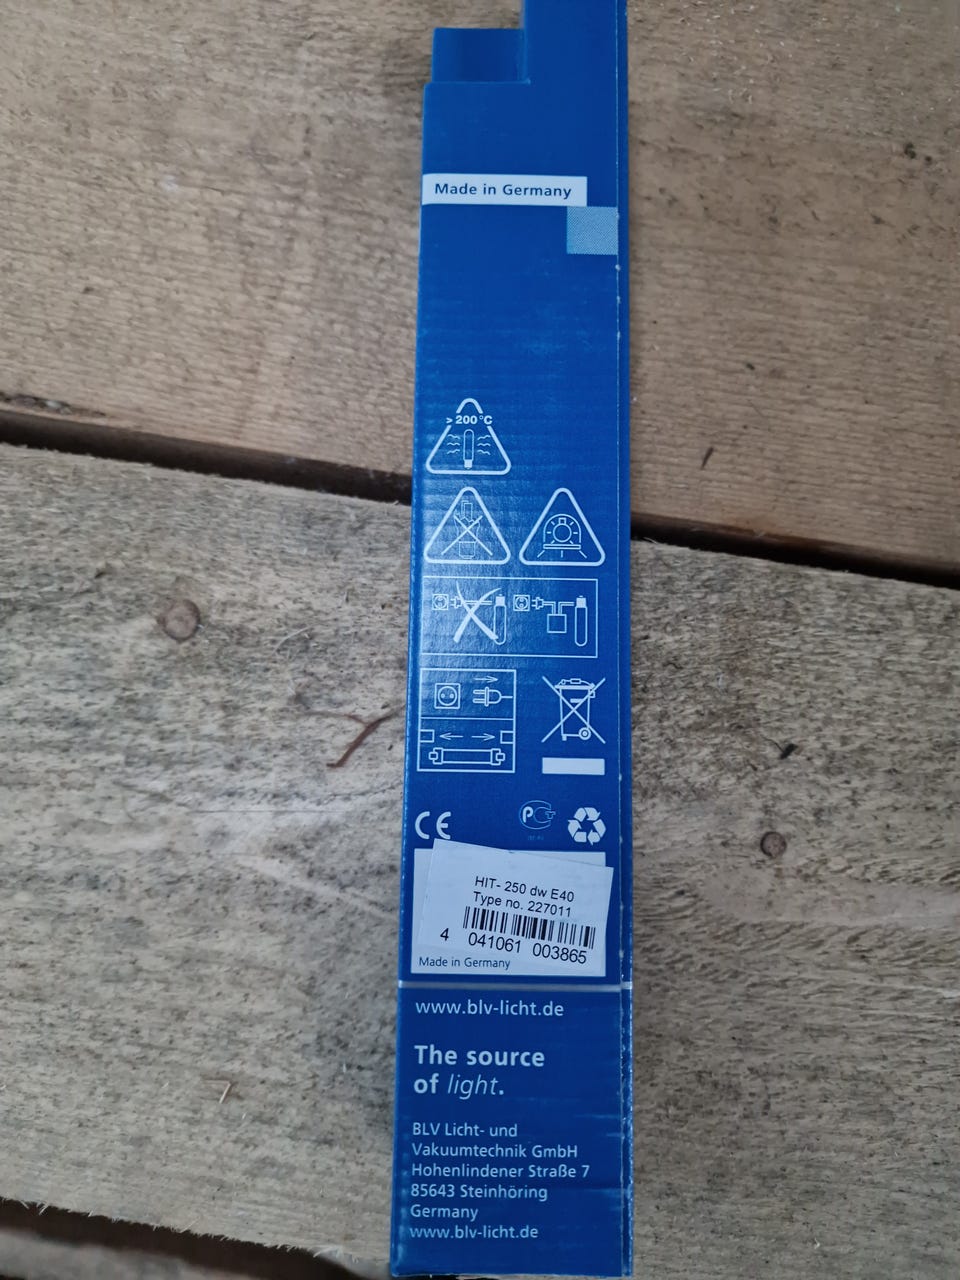 Made in Germany
> 200°C
CE
HIT- 250 dw E40
Type no. 227011
4 041061 003865
Made in Germany
www.blv-licht.de
The source
of light.
BLV Licht- und
Vakuumtechnik GmbH
Hohenlindener Straße 7
85643 Steinhöring
Germany
www.blv-licht.de